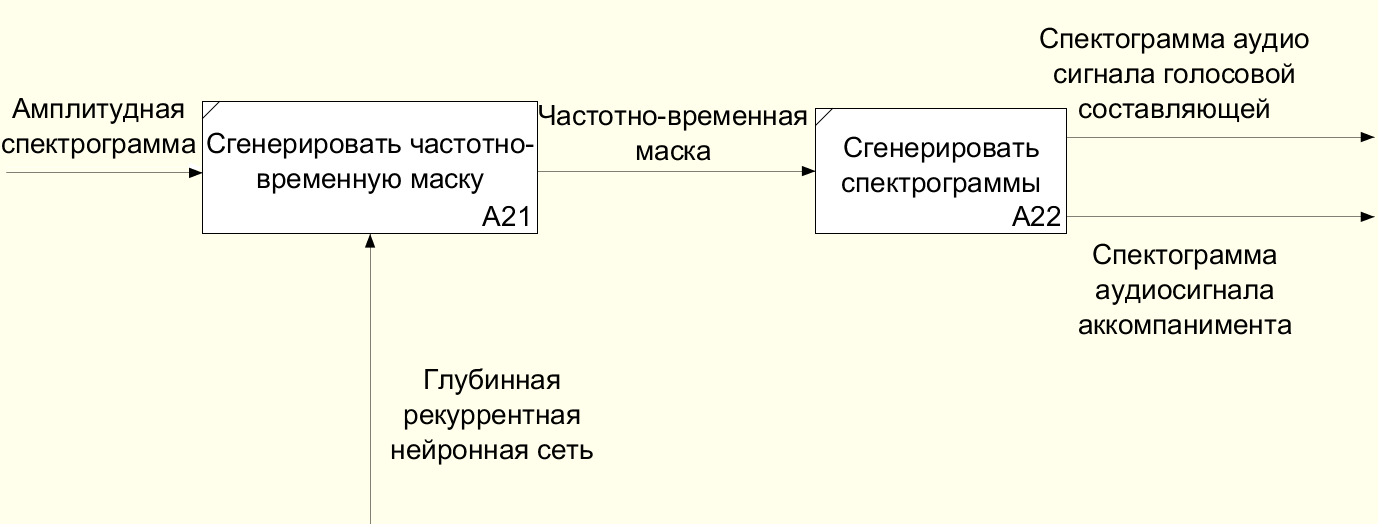 Амплитудная
спектрограмма
Сгенерировать частотно-
временную маску
A21
Частотно-временная
маска
Сгенерировать
спектрограммы
A22
Спектограмма аудио
сигнала голосовой
составляющей
Спектограмма
аудиосигнала
аккомпанимента
Глубинная
рекуррентная
нейронная сеть